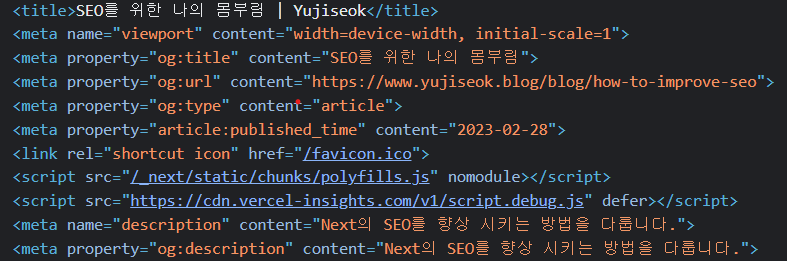 <title>SEO를 위한 나의 몸부림 | Yujiseok</title>
<meta name="viewport" content="width=device-width, initial-scale=1">
<meta property="og:title" content="SEO를 위한 나의 몸부림">
<meta property="og:url" content="https://www.yujiseok.blog/blog/how-to-improve-seo">
<meta property="og:type" content="article">
<meta property="article:published_time" content="2023-02-28">
<link rel="shortcut icon" href="/favicon.ico">
<script src="/_next/static/chunks/polyfills.js" nomodule></script>
<script src="https://cdn.vercel-insights.com/v1/script.debug.js" defer></script>
<meta name="description" content="Next의 SEO를 향상 시키는 방법을 다룹니다.">
<meta property="og:description" content="Next의 SEO를 향상 시키는 방법을 다룹니다.">